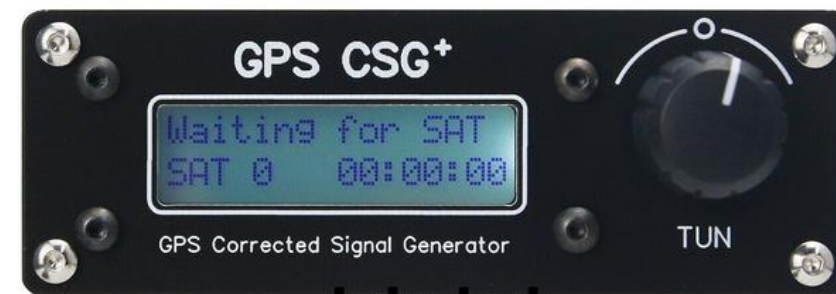 GPS CSG+
Waiting for SAT
SAT 0 00:00:00
GPS Corrected Signal Generator
TUN